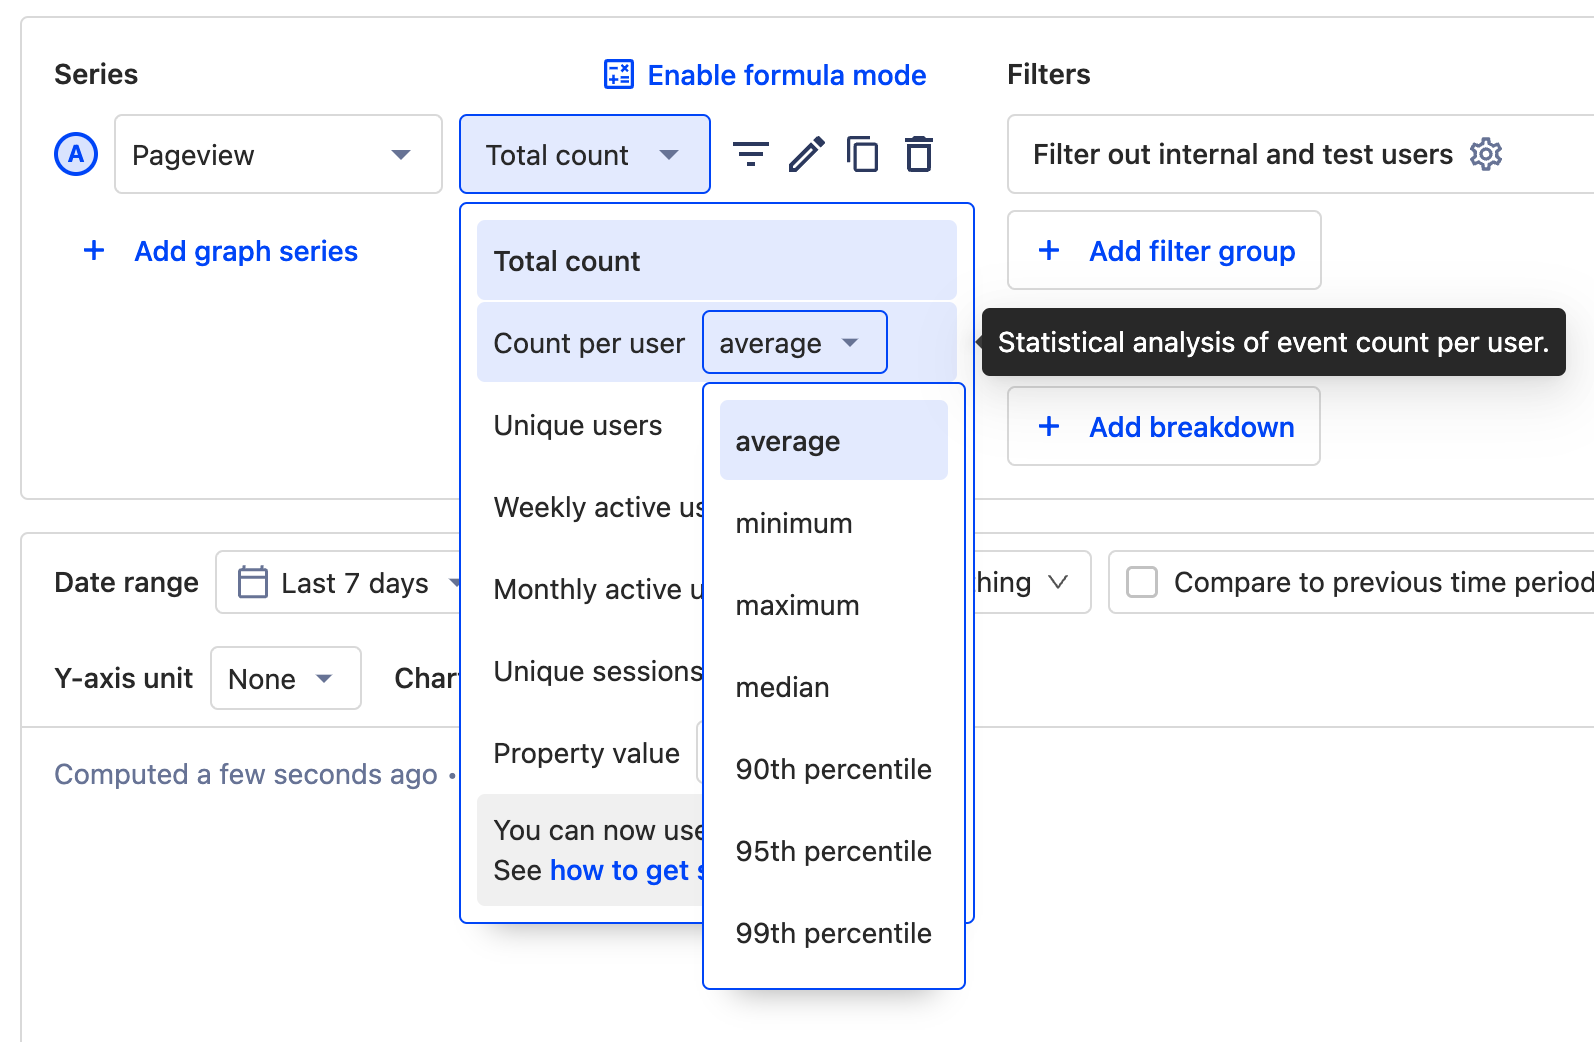 Series
Enable formula mode
Filters
A
Pageview
Total count
Filter out internal and test users
+ Add graph series
+ Add filter group
Total count
Count per user
average
Statistical analysis of event count per user.
+ Add breakdown
Unique users
Weekly active
Monthly active
Unique sessions
Property value
You can now use
See how to get
average
minimum
maximum
median
90th percentile
95th percentile
99th percentile
Date range
Last 7 days
Compare to previous time period
Y-axis unit
None
Computed a few seconds ago •